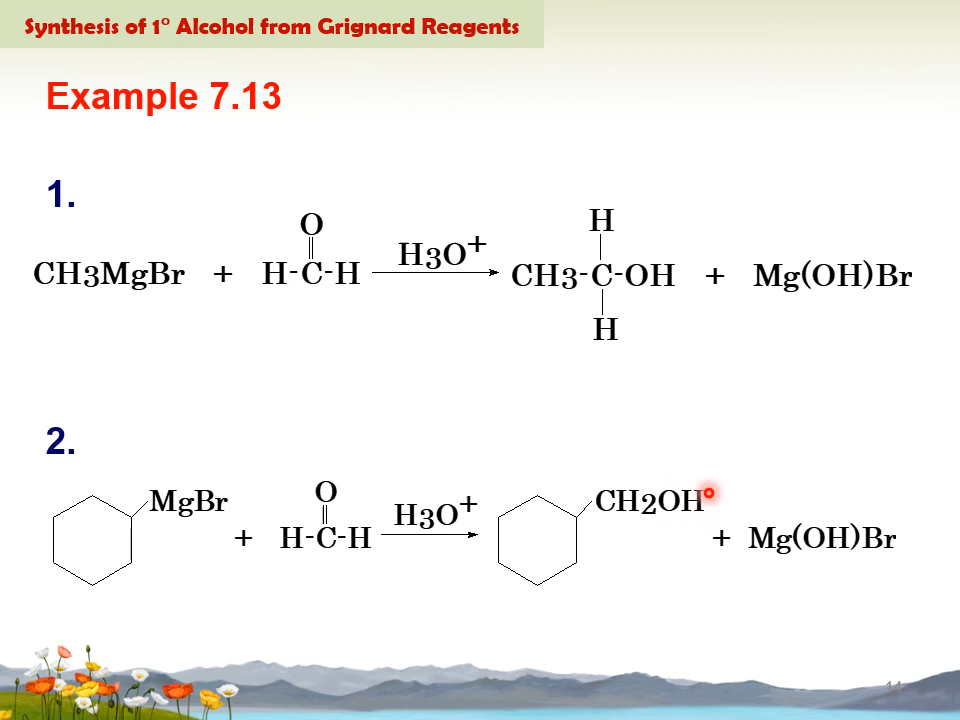 Synthesis of 1° Alcohol from Grignard Reagents
Example 7.13
1.
O
H
CH3MgBr + H-C-H H3O+ CH3-C-OH + Mg(OH)Br
H
2.
MgBr O CH2OH
+ H-C-H H3O+ + Mg(OH)Br
14